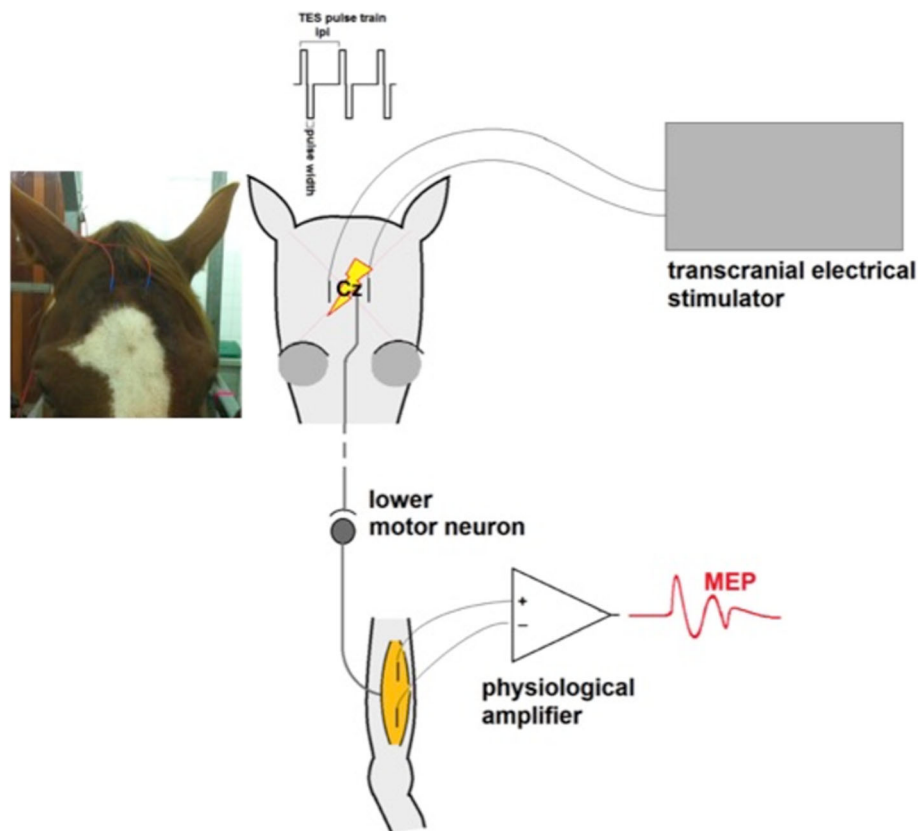 TES pulse train
ipi
pulse width
Cz
transcranial electrical
stimulator
lower
motor neuron
MEP
+
−
physiological
amplifier